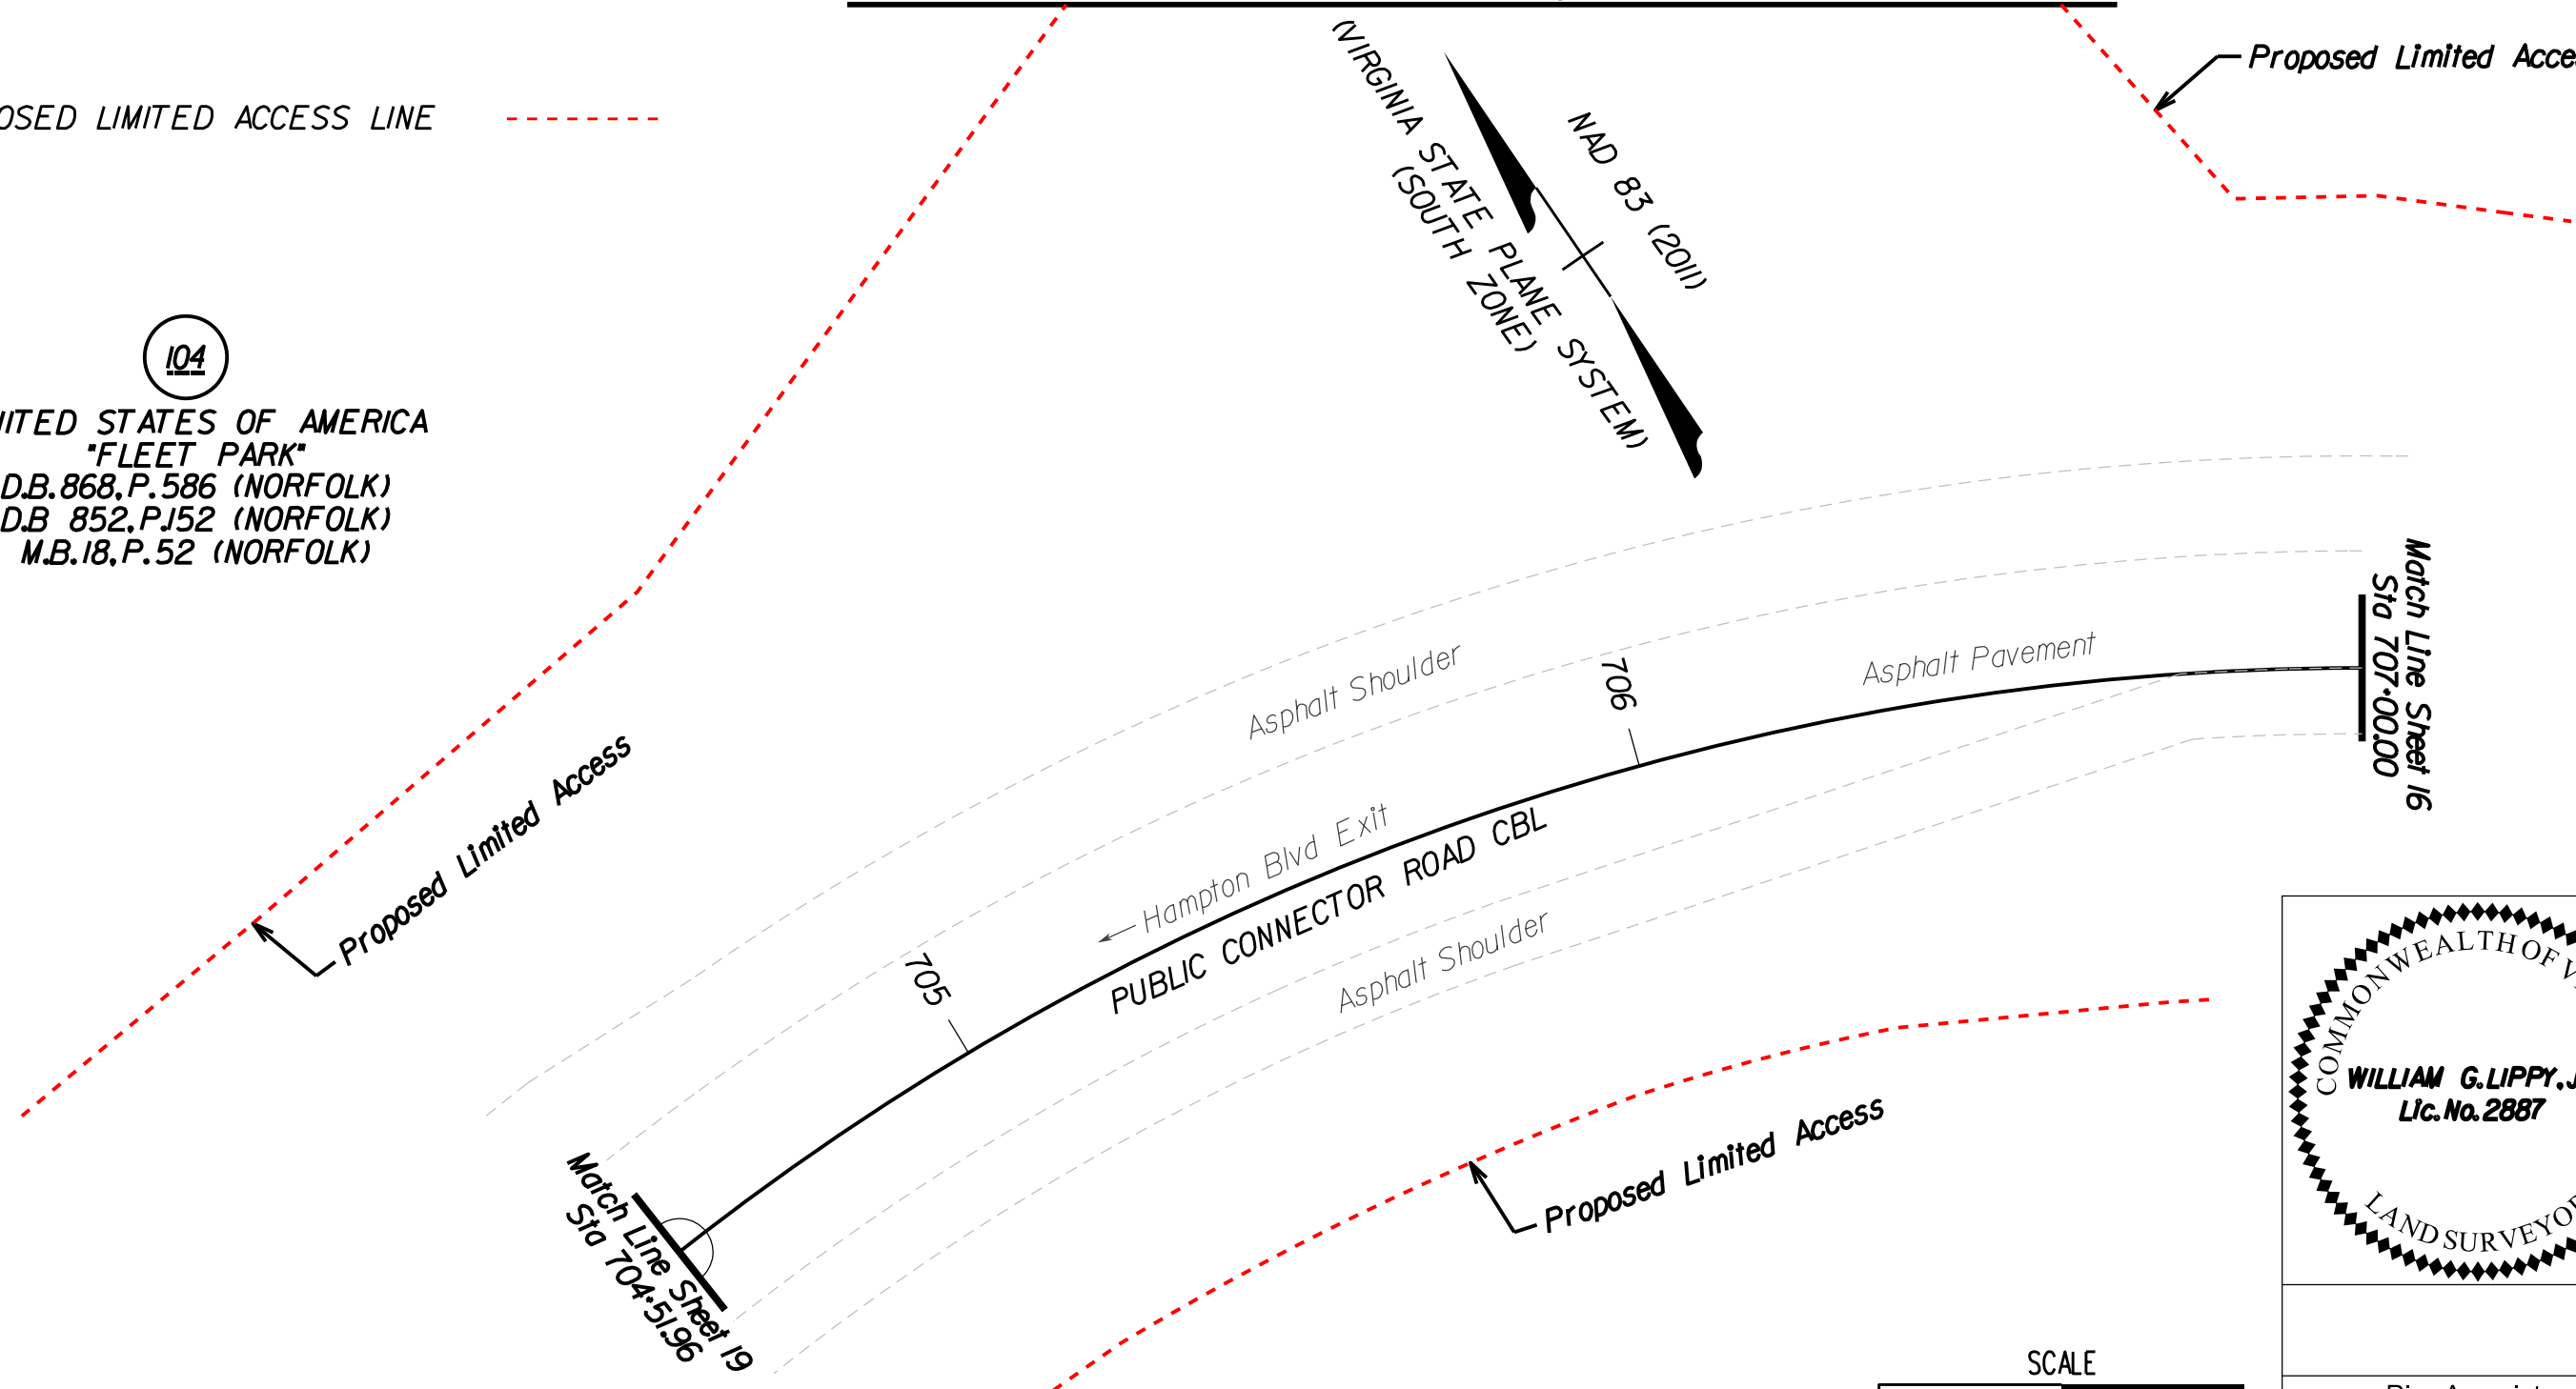 Proposed Limited Acce
OSED LIMITED ACCESS LINE
(VIRGINIA STATE PLANE SYSTEM)
(SOUTH ZONE)
NAD 83 (2011)
104
ITED STATES OF AMERICA
"FLEET PARK"
D.B. 868, P. 586 (NORFOLK)
D.B 852, P. 152 (NORFOLK)
M.B. 18, P. 52 (NORFOLK)
Match Line Sheet 16
Sta 707+00.00
Asphalt Shoulder
706
Asphalt Pavement
Proposed Limited Access
Hampton Blvd Exit
PUBLIC CONNECTOR ROAD CBL
705
Asphalt Shoulder
COMMONWEALTH OF V
WILLIAM G. LIPPY, J
Lic. No. 2887
LAND SURVEYOR
Proposed Limited Access
Match Line Sheet 19
Sta 704+51.96
SCALE